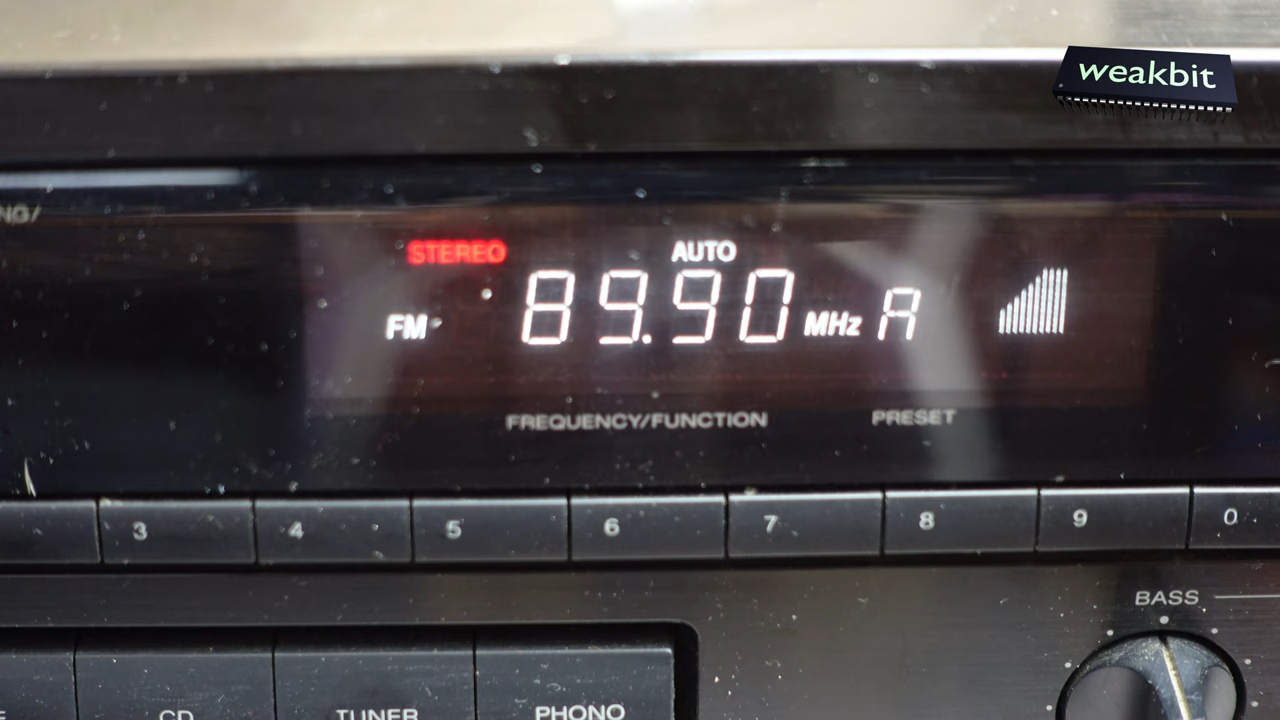 weakbit
NG/
STEREO
AUTO
FM
89.90 MHz A
FREQUENCY/FUNCTION
PRESET
3 4 5 6 7 8 9 0
BASS
CD
TUNER
PHONO